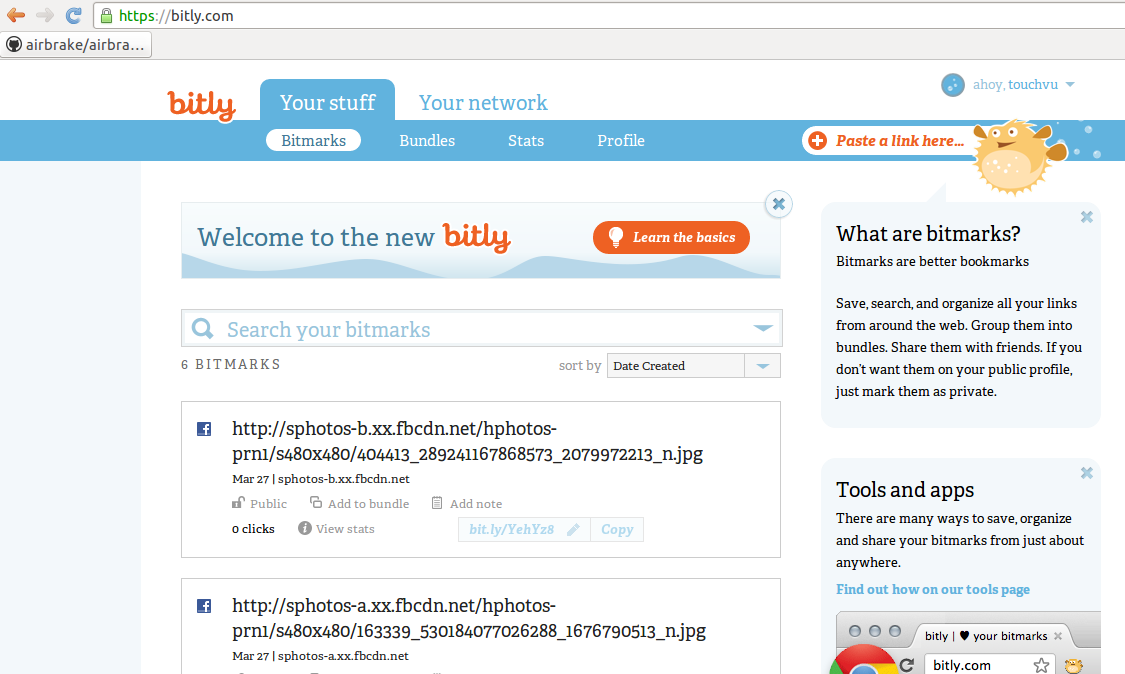 https://bitly.com
airbrake/airbra...
bitly
Your stuff
Your network
ahoy, touchvu
Bitmarks
Bundles
Stats
Profile
Paste a link here...
Welcome to the new bitly
Learn the basics
Search your bitmarks
6 BITMARKS
sort by Date Created
http://sphotos-b.xx.fbcdn.net/hphotos-
prn1/s480x480/404413_289241167868573_2079972213_n.jpg
Mar 27 | sphotos-b.xx.fbcdn.net
Public
Add to bundle
Add note
0 clicks
View stats
bit.ly/YehYz8
Copy
http://sphotos-a.xx.fbcdn.net/hphotos-
prn1/s480x480/163339_530184077026288_1676790513_n.jpg
Mar 27 | sphotos-a.xx.fbcdn.net
What are bitmarks?
Bitmarks are better bookmarks
Save, search, and organize all your links
from around the web. Group them into
bundles. Share them with friends. If you
don't want them on your public profile,
just mark them as private.
Tools and apps
There are many ways to save, organize
and share your bitmarks from just about
anywhere.
Find out how on our tools page
bitly | ♥ your bitmarks
bitly.com